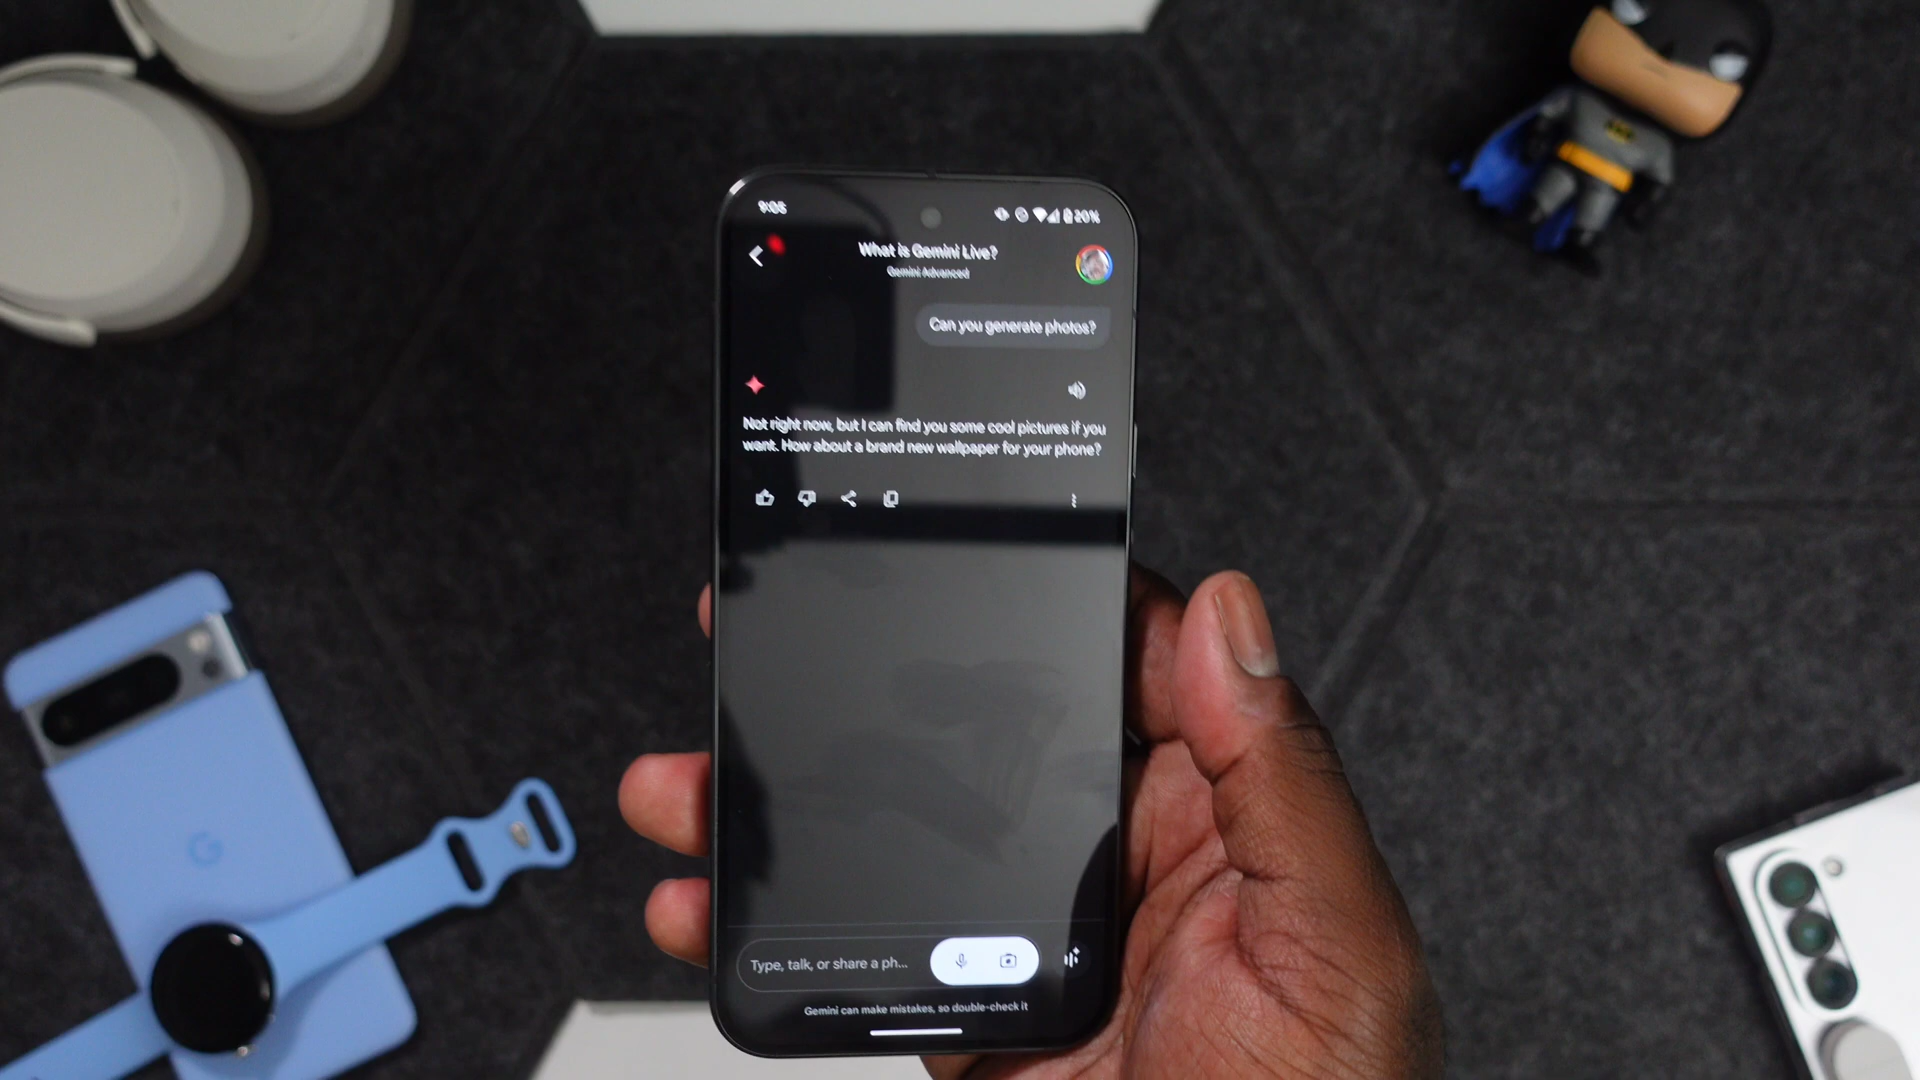 9:05
20%
What is Gemini Live?
Gemini Advanced
Can you generate photos?
Not right now, but I can find you some cool pictures if you
want. How about a brand new wallpaper for your phone?
Type, talk, or share a ph...
Gemini can make mistakes, so double-check it
G